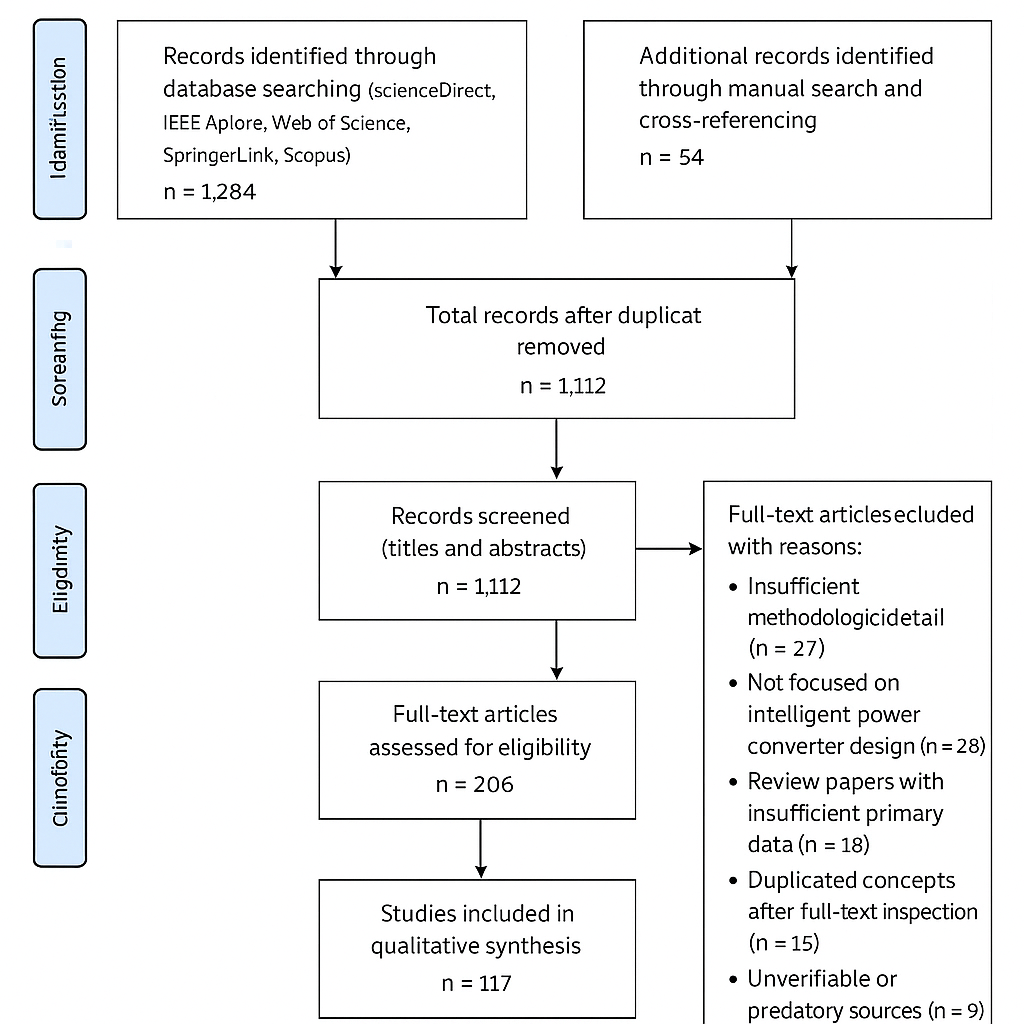 Records identified through
database searching (scienceDirect,
IEEE Aplore, Web of Science,
SpringerLink, Scopus)
n = 1,284
Additional records identified
through manual search and
cross-referencing
n = 54
Total records after duplicat
removed
n = 1,112
Soreanfhg
Records screened
(titles and abstracts)
n = 1,112
Full-text articles ecluded
with reasons:
• Insufficient
methodologicidetail
(n = 27)
• Not focused on
intelligent power
converter design (n = 28)
• Review papers with
insufficient primary
data (n = 18)
• Duplicated concepts
after full-text inspection
(n = 15)
• Unverifiable or
predatory sources (n = 9)
Full-text articles
assessed for eligibility
n = 206
Studies included in
qualitative synthesis
n = 117